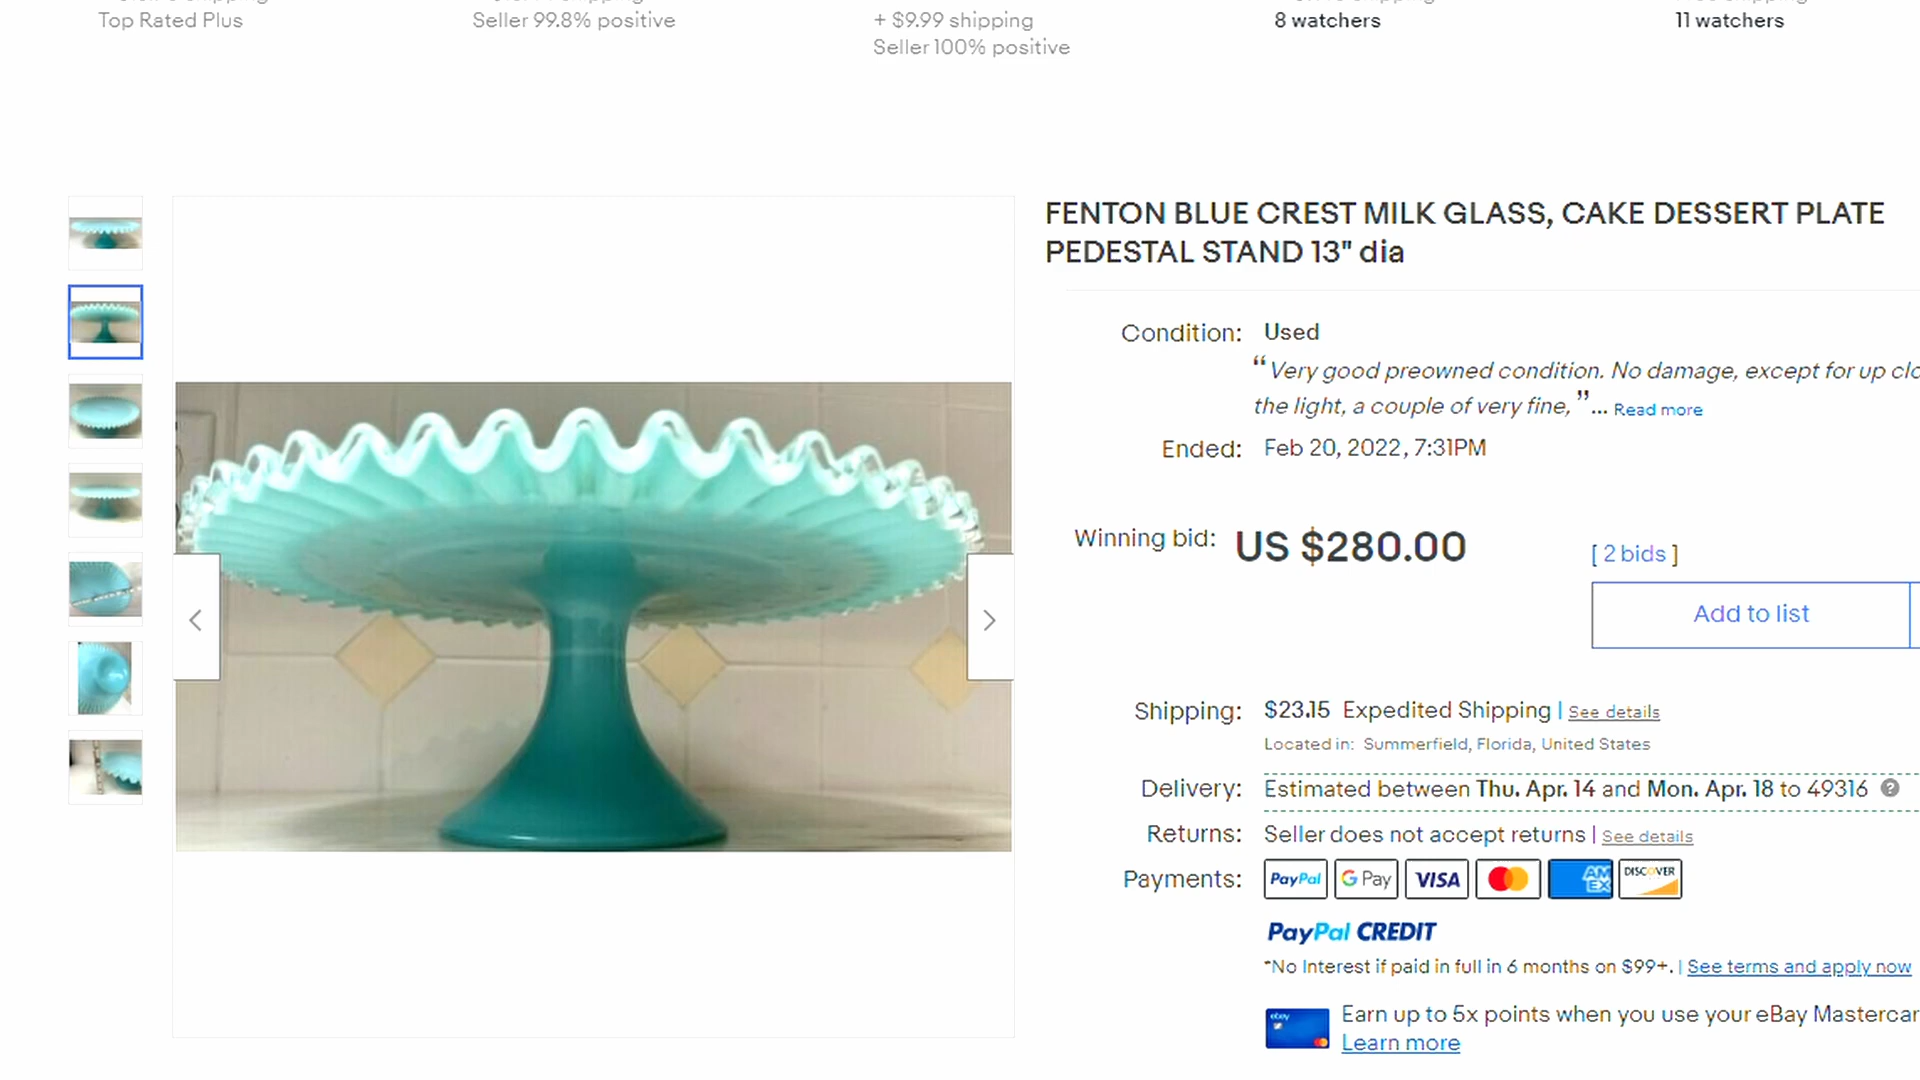 Top Rated Plus
Seller 99.8% positive
+ $9.99 shipping
Seller 100% positive
8 watchers
11 watchers
FENTON BLUE CREST MILK GLASS, CAKE DESSERT PLATE
PEDESTAL STAND 13" dia
Condition: Used
“Very good preowned condition. No damage, except for up clo
the light, a couple of very fine, ”... Read more
Ended: Feb 20, 2022, 7:31PM
Winning bid: US $280.00 [ 2 bids ]
Add to list
Shipping: $23.15 Expedited Shipping | See details
Located in: Summerfield, Florida, United States
Delivery: Estimated between Thu. Apr. 14 and Mon. Apr. 18 to 49316 ?
Returns: Seller does not accept returns | See details
Payments: PayPal G Pay VISA AM EX DISCOVER
PayPal CREDIT
*No Interest if paid in full in 6 months on $99+. | See terms and apply now
ebay
Earn up to 5x points when you use your eBay Mastercar
Learn more